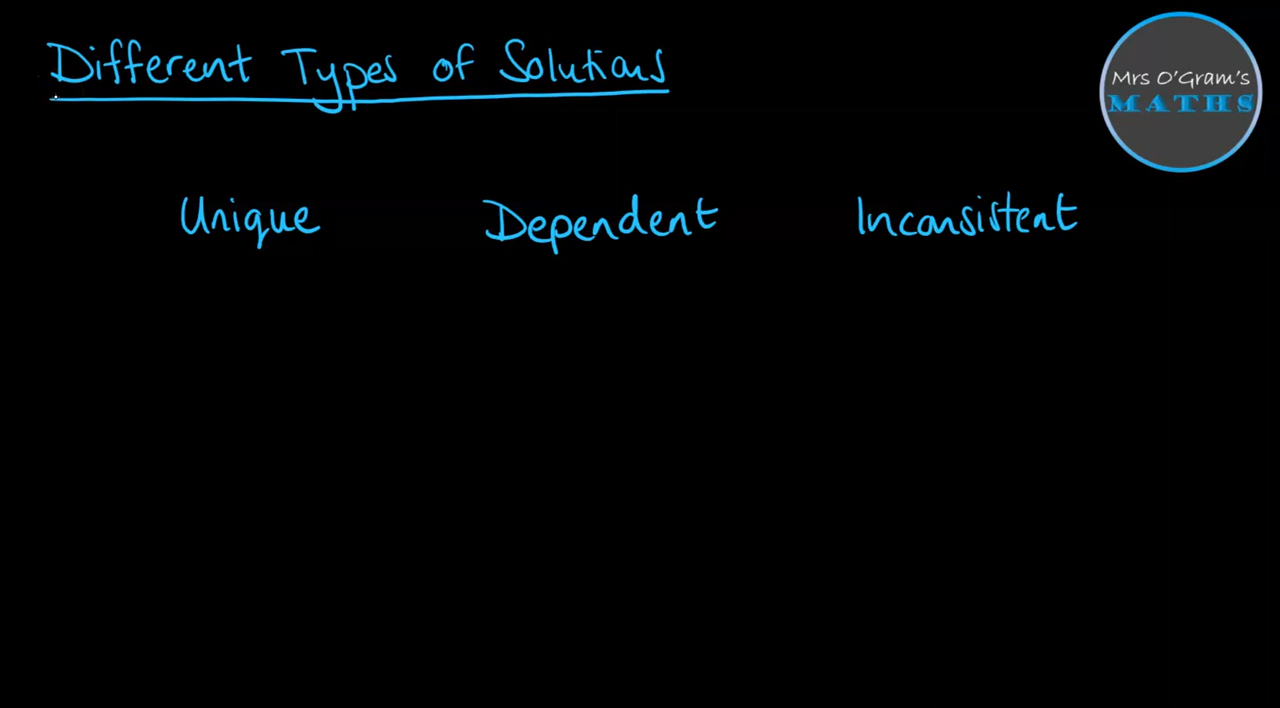 Different Types of Solutions
Mrs O'Gram's
MATHS
Unique Dependent Inconsistent